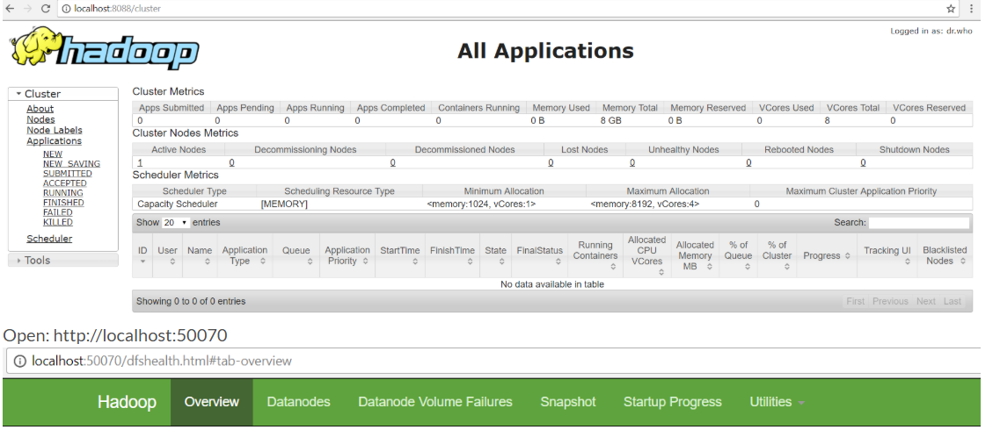 localhost:8088/cluster
hadoop
All Applications
Logged in as: dr.who
Cluster
About
Nodes
Node Labels
Applications
NEW
NEW_SAVING
SUBMITTED
ACCEPTED
RUNNING
FINISHED
FAILED
KILLED
Scheduler
Tools
Cluster Metrics
Apps Submitted Apps Pending Apps Running Apps Completed Containers Running Memory Used Memory Total Memory Reserved VCores Used VCores Total VCores Reserved
0 0 0 0 0 0 B 8 GB 0 B 0 8 0
Cluster Nodes Metrics
Active Nodes Decommissioning Nodes Decommissioned Nodes Lost Nodes Unhealthy Nodes Rebooted Nodes Shutdown Nodes
1 0 0 0 0 0 0
Scheduler Metrics
Scheduler Type Scheduling Resource Type Minimum Allocation Maximum Allocation Maximum Cluster Application Priority
Capacity Scheduler [MEMORY] <memory:1024, vCores:1> <memory:8192, vCores:4> 0
Show 20 entries Search:
ID User Name Application Type Queue Application Priority StartTime FinishTime State FinalStatus Running Containers Allocated CPU VCores Allocated Memory MB % of Queue % of Cluster Progress Tracking UI Blacklisted Nodes
No data available in table
Showing 0 to 0 of 0 entries First Previous Next Last
Open: http://localhost:50070
localhost:50070/dfshealth.html#tab-overview
Hadoop Overview Datanodes Datanode Volume Failures Snapshot Startup Progress Utilities